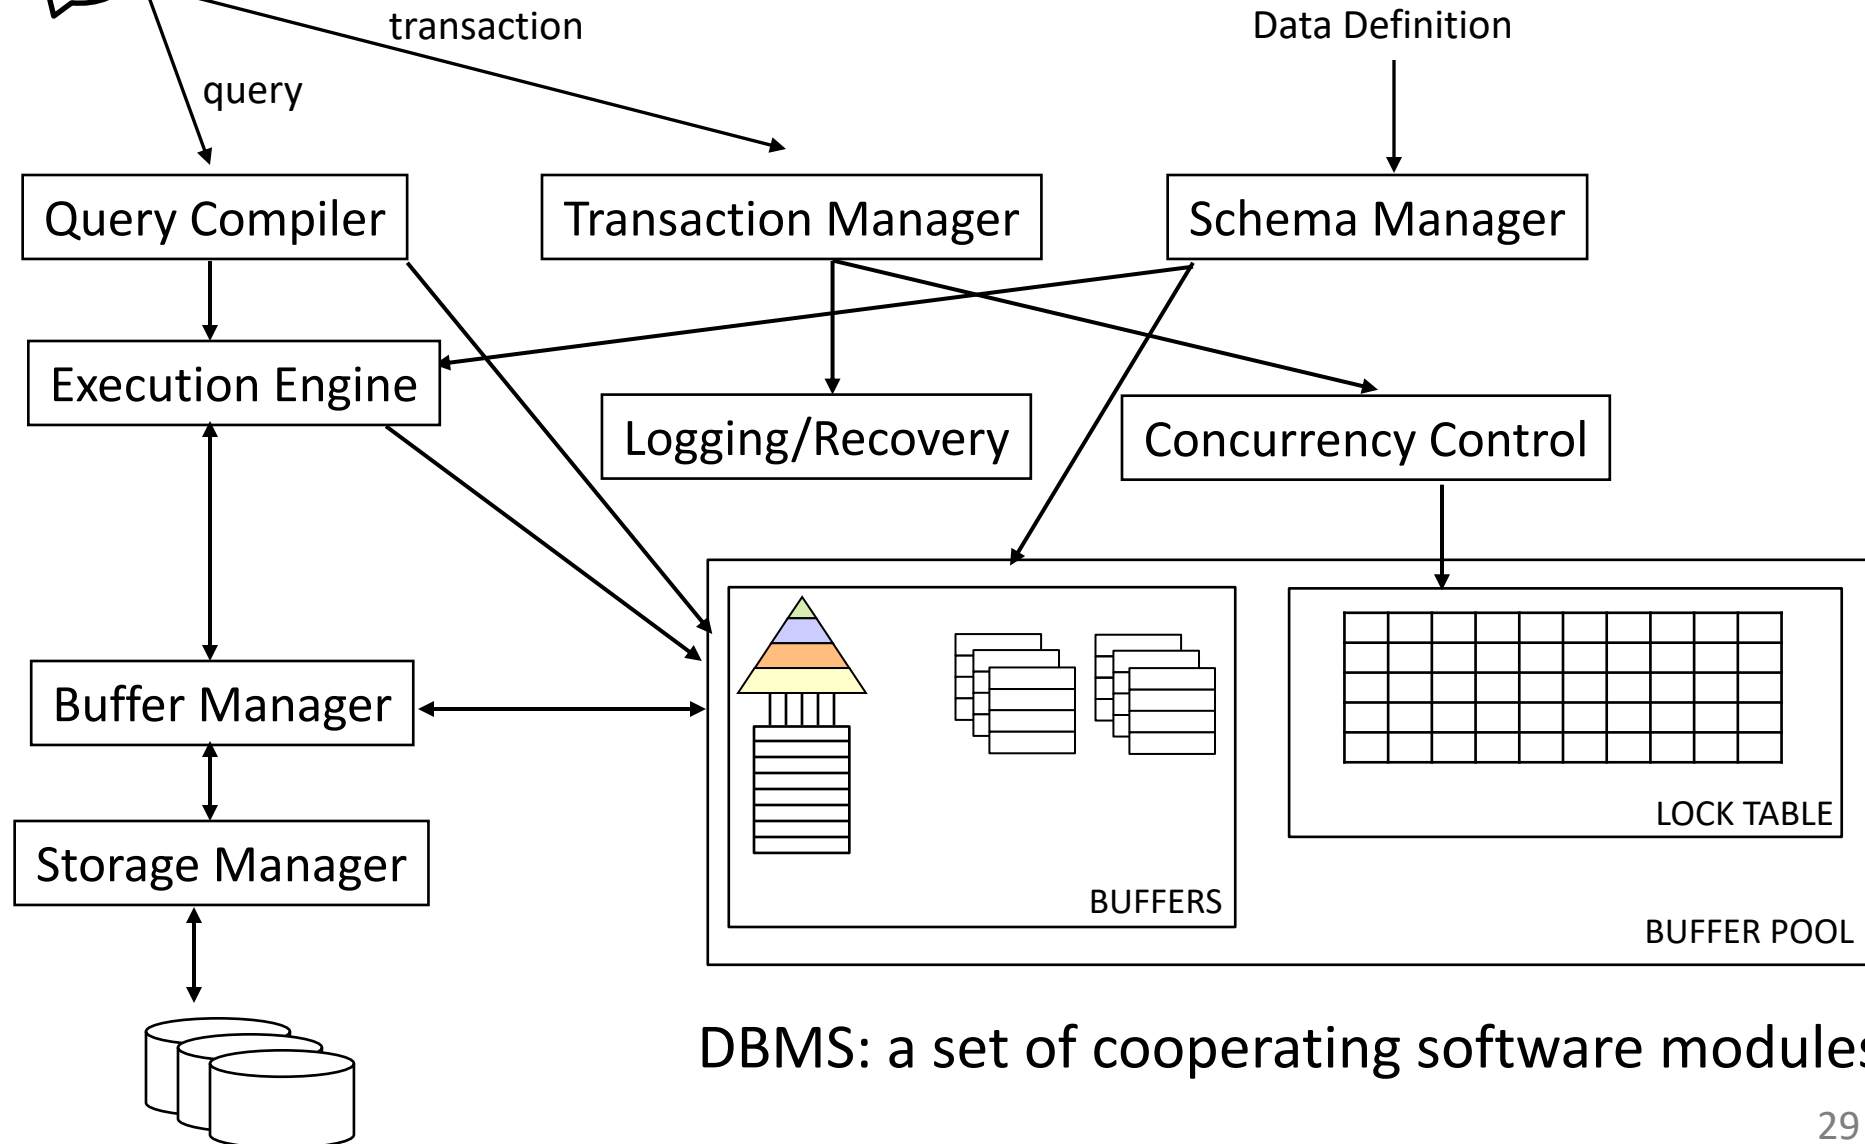 transaction
Data Definition
query
Query Compiler
Transaction Manager
Schema Manager
Execution Engine
Logging/Recovery
Concurrency Control
Buffer Manager
LOCK TABLE
Storage Manager
BUFFERS
BUFFER POOL
DBMS: a set of cooperating software modules
29